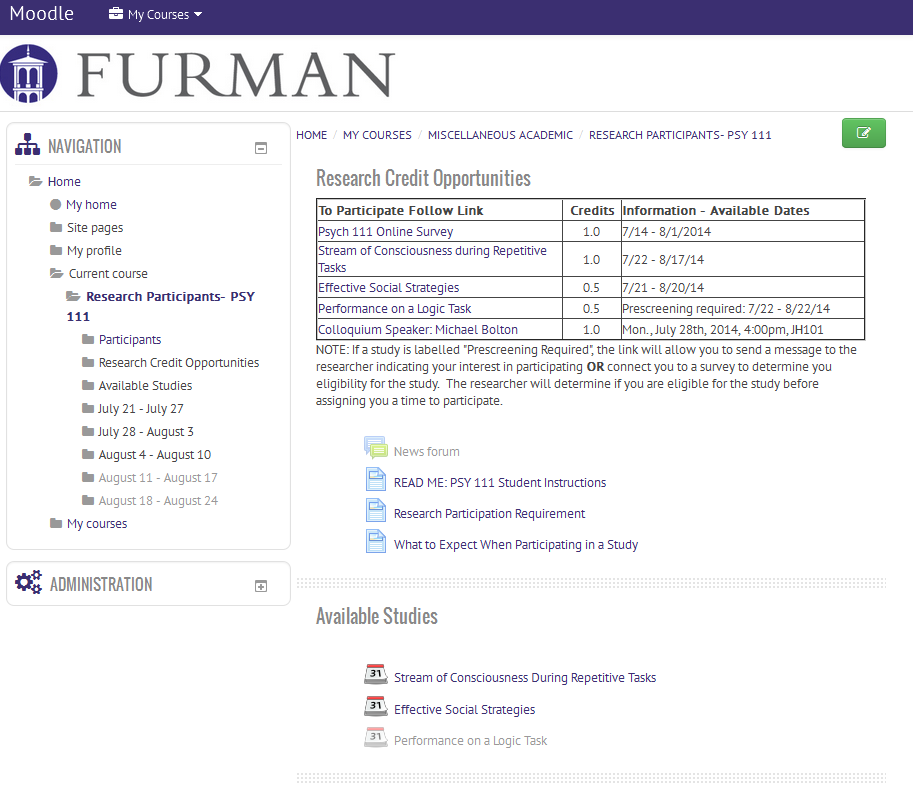 Moodle My Courses
FURMAN
NAVIGATION
Home
My home
Site pages
My profile
Current course
Research Participants- PSY
111
Participants
Research Credit Opportunities
Available Studies
July 21 - July 27
July 28 - August 3
August 4 - August 10
August 11 - August 17
August 18 - August 24
My courses
ADMINISTRATION
HOME / MY COURSES / MISCELLANEOUS ACADEMIC / RESEARCH PARTICIPANTS- PSY 111
Research Credit Opportunities
To Participate Follow Link Credits Information - Available Dates
Psych 111 Online Survey 1.0 7/14 - 8/1/2014
Stream of Consciousness during Repetitive
Tasks 1.0 7/22 - 8/17/14
Effective Social Strategies 0.5 7/21 - 8/20/14
Performance on a Logic Task 0.5 Prescreening required: 7/22 - 8/22/14
Colloquium Speaker: Michael Bolton 1.0 Mon., July 28th, 2014, 4:00pm, JH101
NOTE: If a study is labelled "Prescreening Required", the link will allow you to send a message to the
researcher indicating your interest in participating OR connect you to a survey to determine you
eligibility for the study. The researcher will determine if you are eligible for the study before
assigning you a time to participate.
News forum
READ ME: PSY 111 Student Instructions
Research Participation Requirement
What to Expect When Participating in a Study
Available Studies
31 Stream of Consciousness During Repetitive Tasks
31 Effective Social Strategies
31 Performance on a Logic Task